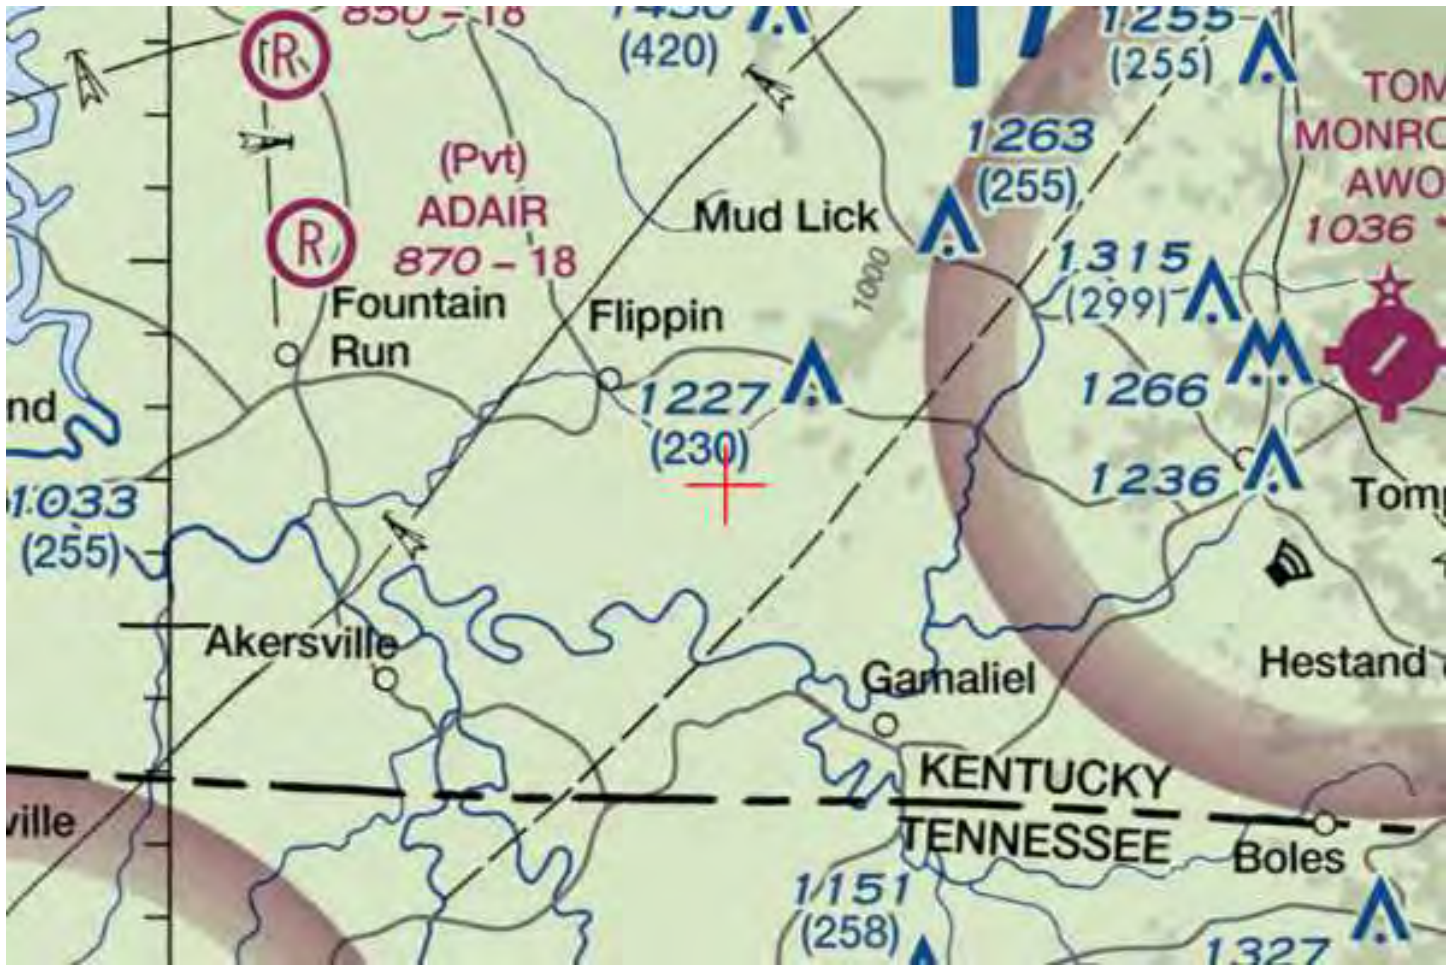 850 – 18
1450
(420)
1255
(255)
R
TOM
MONRO
AWO
1036 *
1263
(255)
(Pvt)
ADAIR
870 – 18
R
Mud Lick
1000
1315
(299)
Fountain
Run
Flippin
nd
1227
(230)
1266
1236
Tom
1033
(255)
Akersville
Gamaliel
Hestand
KENTUCKY
TENNESSEE
ville
Boles
1151
(258)
1327